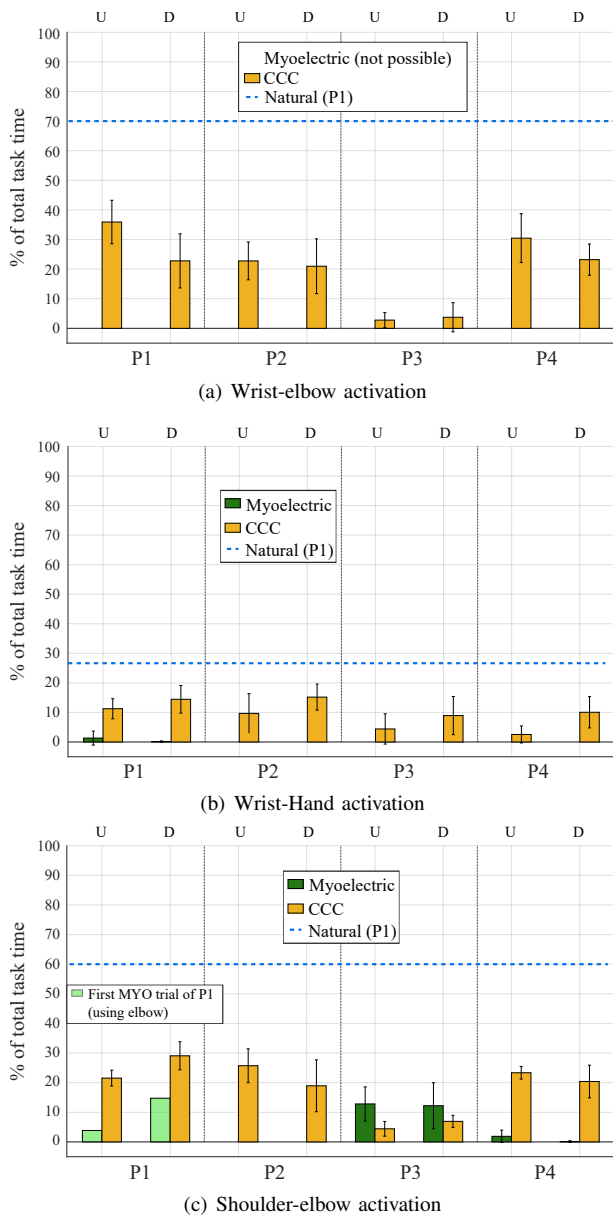 U D U D U D U D
100
90
80
70
60
50
40
30
20
10
0
% of total task time
Myoelectric (not possible)
CCC
Natural (P1)
P1 P2 P3 P4
(a) Wrist-elbow activation
U D U D U D U D
100
90
80
70
60
50
40
30
20
10
0
% of total task time
Myoelectric
CCC
Natural (P1)
P1 P2 P3 P4
(b) Wrist-Hand activation
U D U D U D U D
100
90
80
70
60
50
40
30
20
10
0
% of total task time
Myoelectric
CCC
Natural (P1)
First MYO trial of P1
(using elbow)
P1 P2 P3 P4
(c) Shoulder-elbow activation